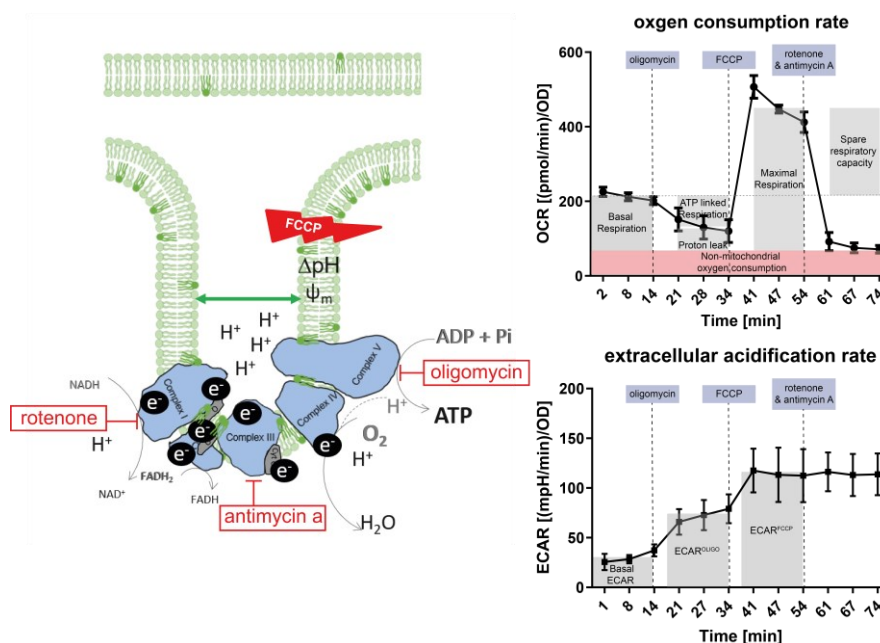 FCCP
ΔpH
ψm
H+
H+
H+
H+
H+
ADP + Pi
Complex V
oligomycin
Complex IV
H+
ATP
NADH
Complex I
e-
e-
e-
e-
e-
e-
e-
rotenone
H+
Complex III
Cyt
O2
H+
FADH2
NAD+
FADH
antimycin a
H2O
oxgen consumption rate
oligomycin
FCCP
rotenone
& antimycin A
OCR [(pmol/min)/OD]
600
400
200
0
Basal
Respiration
ATP linked
Respiration
Proton leak
Maximal
Respiration
Spare
respiratory
capacity
Non-mitochondrial
oxygen consumption
2 8 14 21 28 34 41 47 54 61 67 74
Time [min]
extracellular acidification rate
oligomycin
FCCP
rotenone
& antimycin A
ECAR [(mpH/min)/OD]
200
150
100
50
0
Basal
ECAR
ECAROLIGO
ECARFCCP
1 8 14 21 27 34 41 47 54 61 67 74
Time [min]